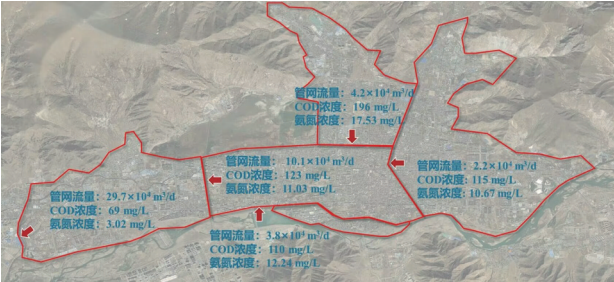 管网流量：4.2×10⁴ m³/d
COD浓度：196 mg/L
氨氮浓度：17.53 mg/L
管网流量：10.1×10⁴ m³/d
COD浓度：123 mg/L
氨氮浓度：11.03 mg/L
管网流量：2.2×10⁴ m³/d
COD浓度：115 mg/L
氨氮浓度：10.67 mg/L
管网流量：29.7×10⁴ m³/d
COD浓度：69 mg/L
氨氮浓度：3.02 mg/L
管网流量：3.8×10⁴ m³/d
COD浓度：110 mg/L
氨氮浓度：12.24 mg/L